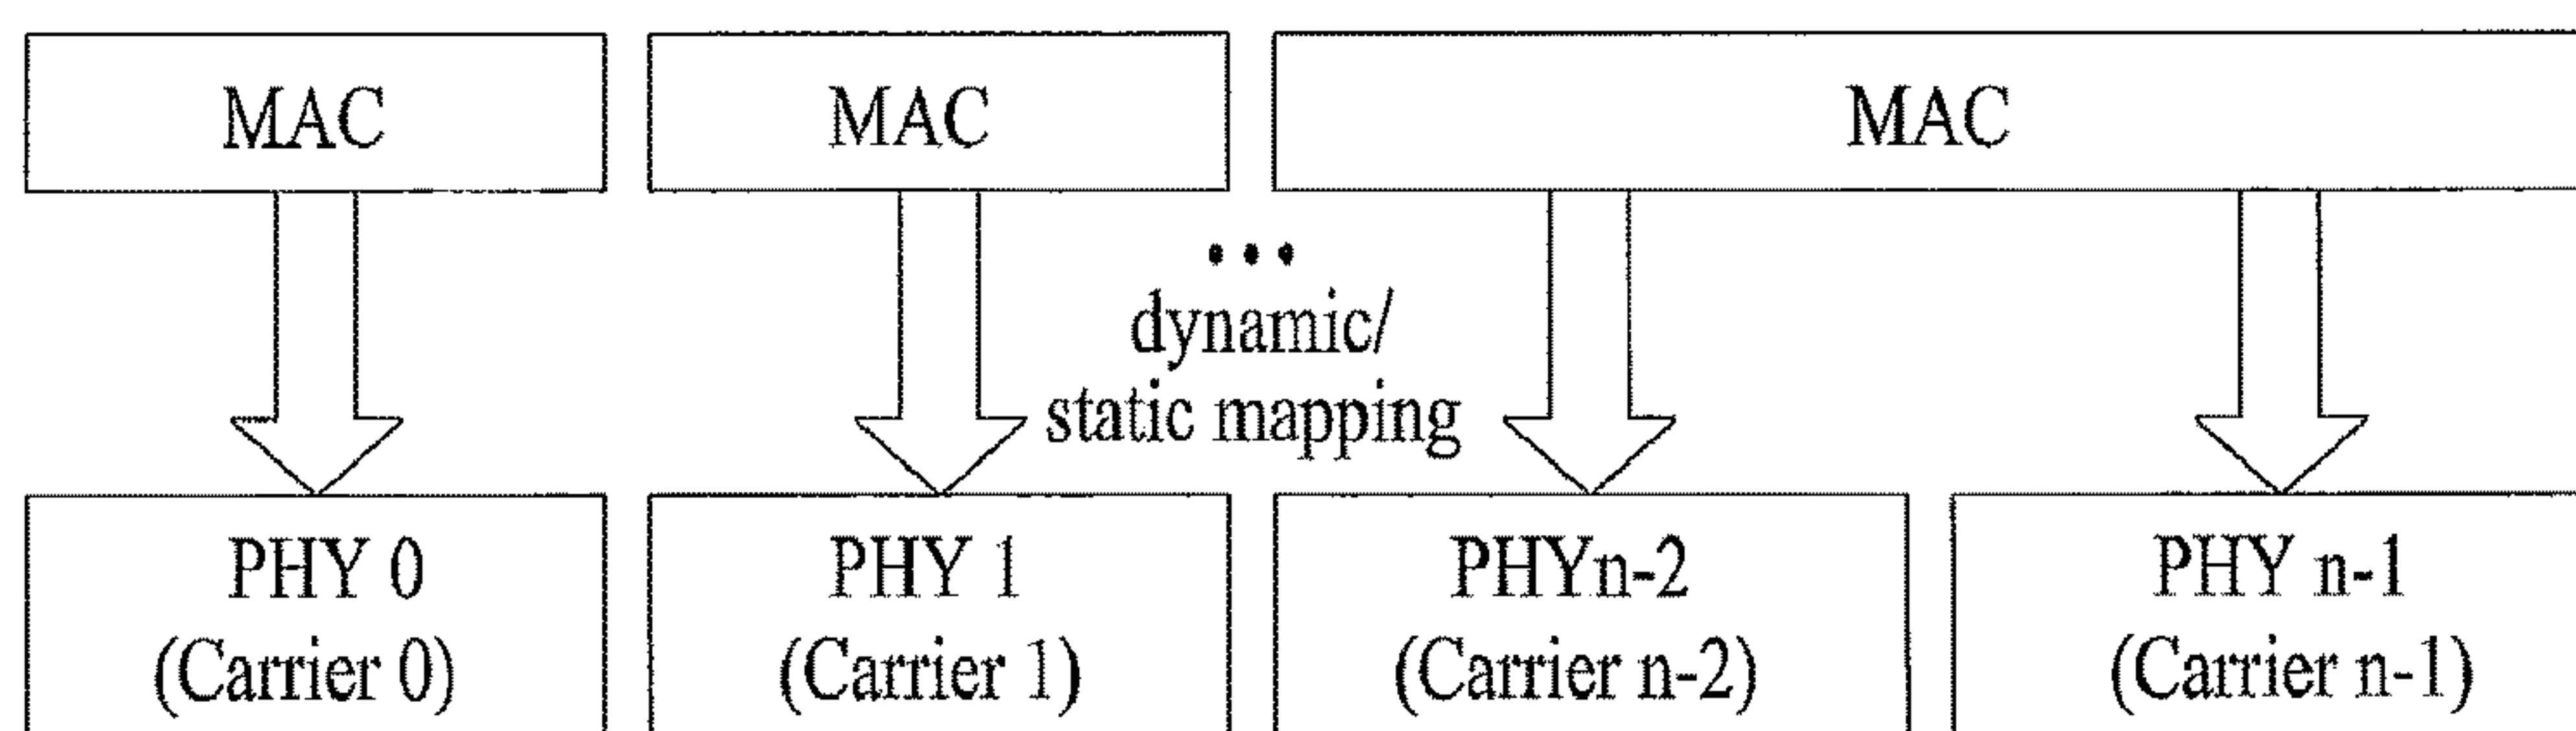 MAC
MAC
MAC
...
dynamic/
static mapping
PHY 0
(Carrier 0)
PHY 1
(Carrier 1)
PHYn-2
(Carrier n-2)
PHY n-1
(Carrier n-1)